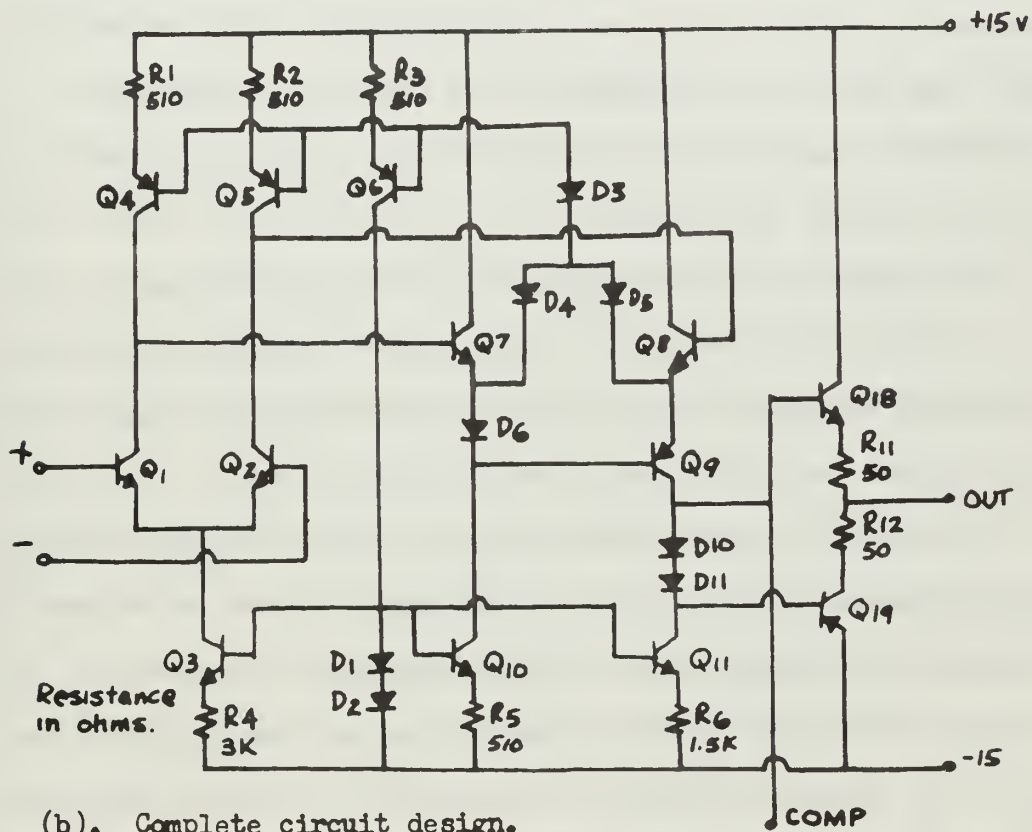 +15 V
R1
510
R2
510
R3
510
Q4
Q5
Q6
D3
D4
D5
Q7
Q8
Q18
D6
R11
50
+
Q1
Q2
Q9
OUT
-
D10
R12
50
D11
Q19
Q3
D1
Q10
Q11
Resistance
in ohms.
D2
R4
3K
R5
510
R6
1.5K
-15
(b). Complete circuit design.
COMP